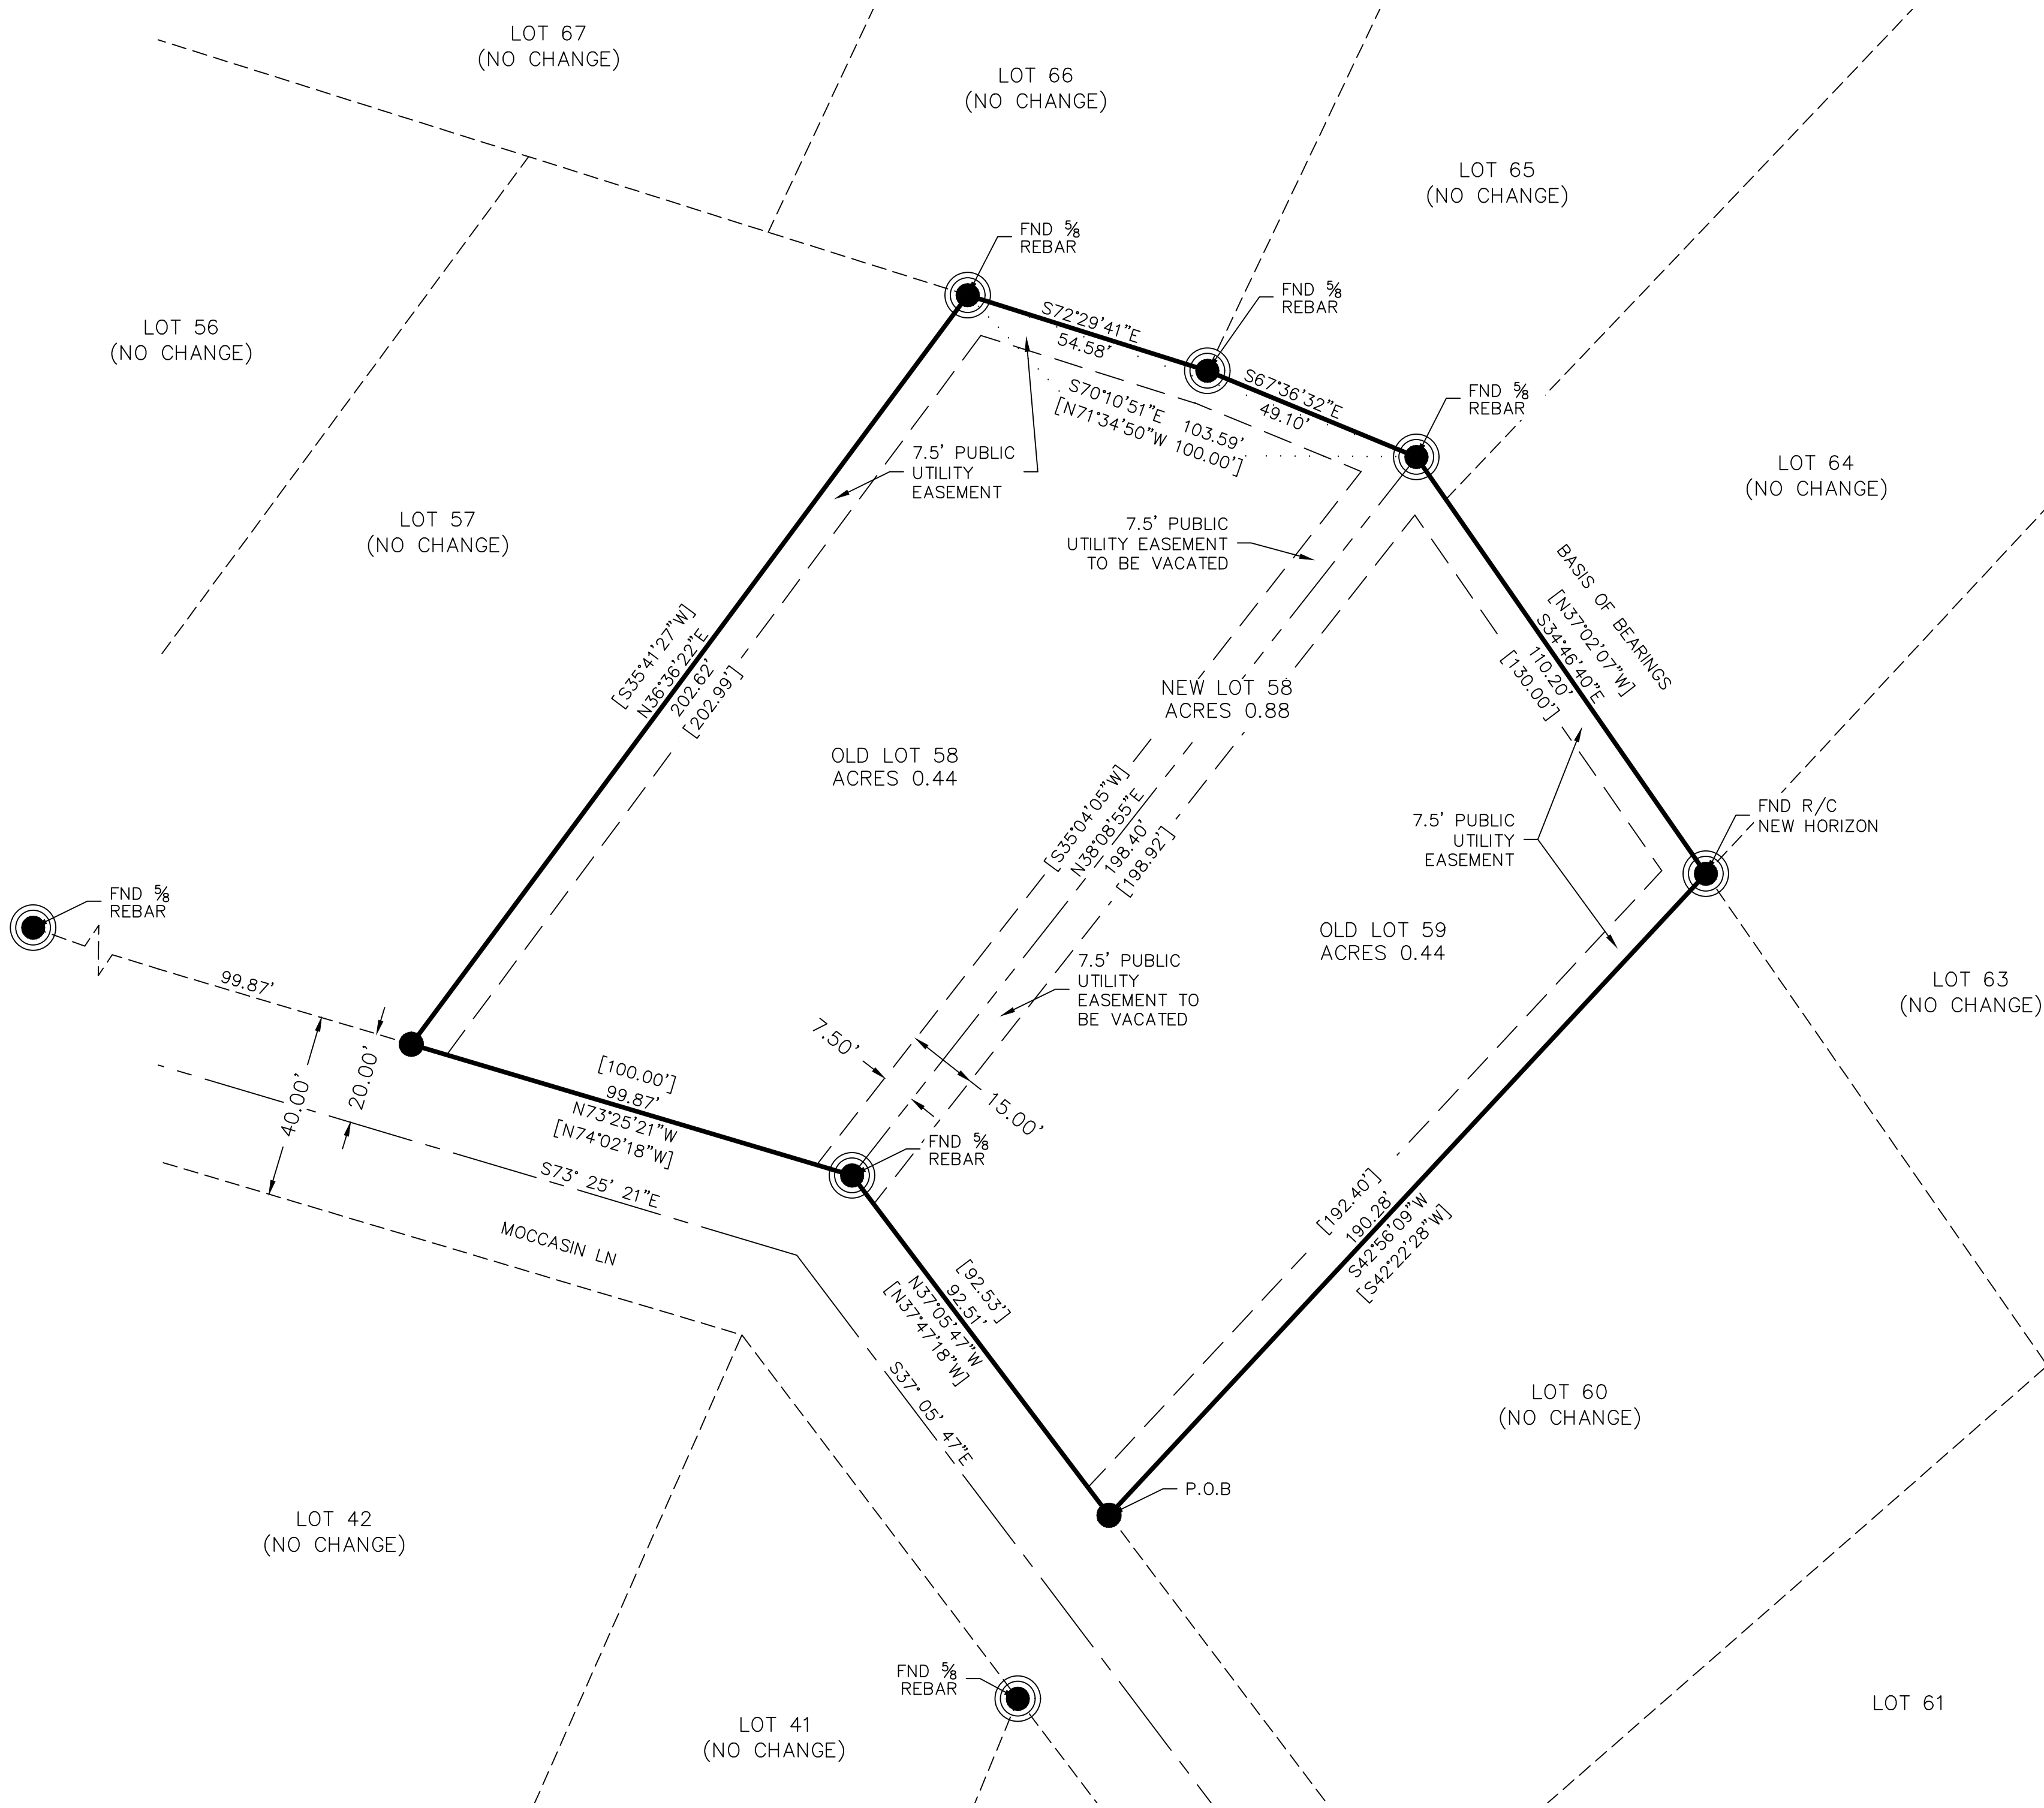 LOT 67
(NO CHANGE)
LOT 66
(NO CHANGE)
LOT 65
(NO CHANGE)
FND ⅝
REBAR
FND ⅝
REBAR
LOT 56
(NO CHANGE)
S72°29'41"E
54.58'
S67°36'32"E
49.10'
FND ⅝
REBAR
S70°10'51"E 103.59'
[N71°34'50"W 100.00']
7.5' PUBLIC
UTILITY
EASEMENT
LOT 64
(NO CHANGE)
LOT 57
(NO CHANGE)
7.5' PUBLIC
UTILITY EASEMENT
TO BE VACATED
BASIS OF BEARINGS
[N37°02'07"W]
S34°46'40"E
110.20'
[130.00']
[S35°41'27"W]
N36°36'22"E
202.62'
[202.99']
NEW LOT 58
ACRES 0.88
OLD LOT 58
ACRES 0.44
[S35°04'05"W]
N38°08'55"E
198.40'
[198.92']
7.5' PUBLIC
UTILITY
EASEMENT
FND R/C
NEW HORIZON
FND ⅝
REBAR
OLD LOT 59
ACRES 0.44
LOT 63
(NO CHANGE)
99.87'
7.5' PUBLIC
UTILITY
EASEMENT TO
BE VACATED
7.50'
15.00'
40.00'
20.00'
[100.00']
99.87'
N73°25'21"W
[N74°02'18"W]
FND ⅝
REBAR
S73° 25' 21"E
MOCCASIN LN
[192.40']
190.28'
S42°56'09"W
[S42°22'28"W]
[92.53']
92.51'
N37°05'47"W
[N37°47'18"W]
S37° 05' 47"E
LOT 60
(NO CHANGE)
P.O.B
LOT 42
(NO CHANGE)
FND ⅝
REBAR
LOT 41
(NO CHANGE)
LOT 61